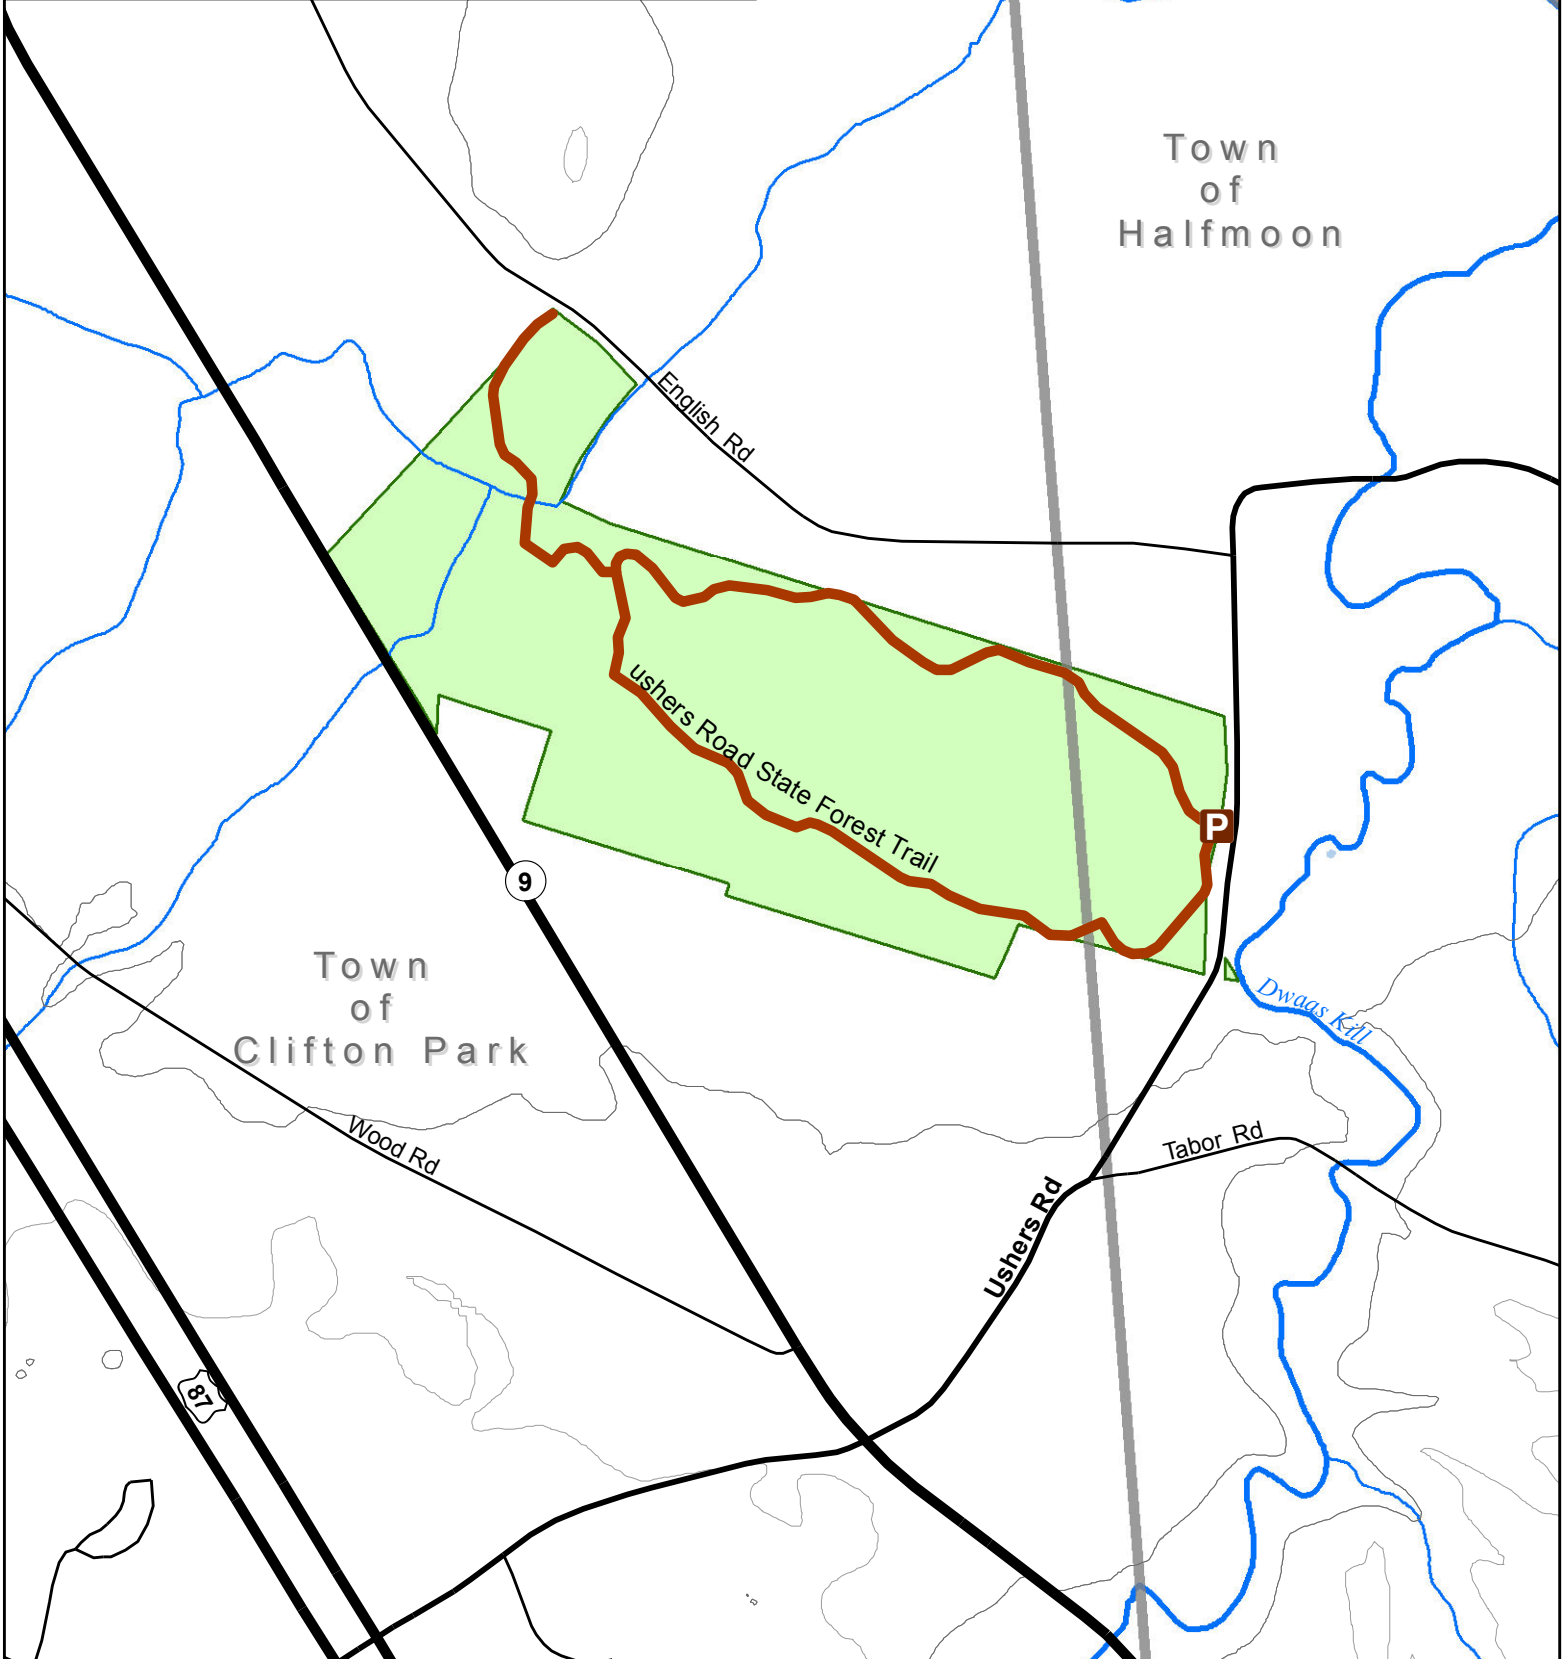 Town
of
Halfmoon
English Rd
ushers Road State Forest Trail
P
9
Town
of
Clifton Park
Dwaas Kill
Wood Rd
Tabor Rd
Ushers Rd
87